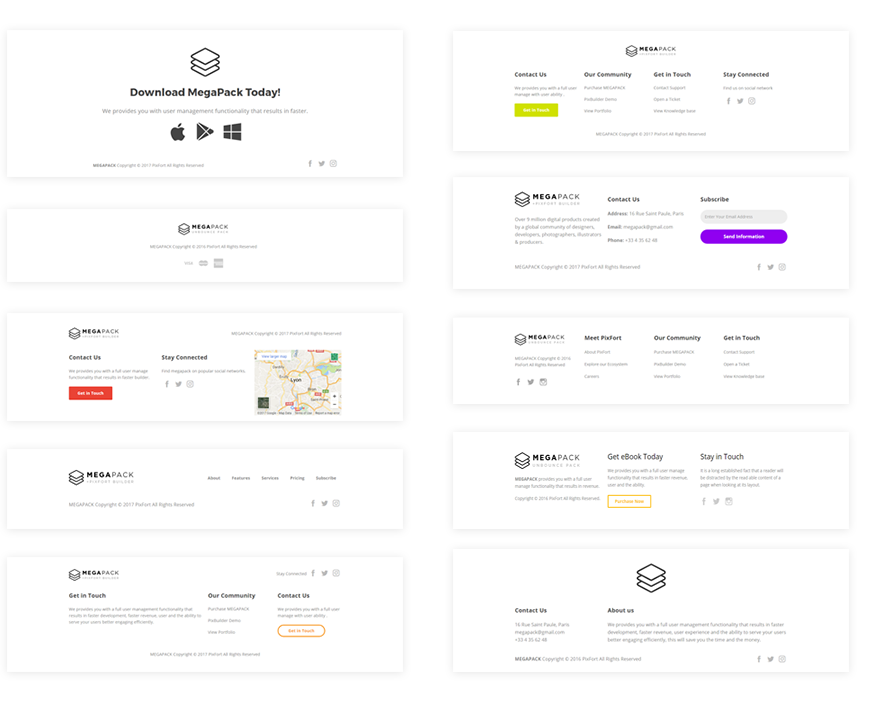 Download MegaPack Today!
We provides you with user management functionality that results in faster.
MEGAPACK Copyright © 2017 PixFort All Rights Reserved
MEGAPACK
MEGAPACK Copyright © 2016 PixFort All Rights Reserved
MEGAPACK
+PIXFORT BUILDER
MEGAPACK Copyright © 2017 PixFort All Rights Reserved
Contact Us
We provides you with a full user management
functionality that results in faster builder.
Get in Touch
Stay Connected
Find megapack on popular social networks.
View larger map
Lyon
MEGAPACK
+PIXFORT BUILDER
About Features Services Pricing Subscribe
MEGAPACK Copyright © 2017 PixFort All Rights Reserved
MEGAPACK
+PIXFORT BUILDER
Stay Connected
Get in Touch
We provides you with a full user management functionality that
results in faster development, faster revenue, user and the ability to
serve your users better engaging efficiently.
Our Community
Purchase MEGAPACK
PixBuilder Demo
View Portfolio
Contact Us
We provides you with a full user
manage with user ability .
Get in Touch
MEGAPACK Copyright © 2017 PixFort All Rights Reserved
MEGAPACK
+PIXFORT BUILDER
Contact Us
We provides you with a full user
manage with user ability .
Get in Touch
Our Community
Purchase MEGAPACK
PixBuilder Demo
View Portfolio
Get in Touch
Contact Support
Open a Ticket
View Knowledge base
Stay Connected
Find us on social network
MEGAPACK Copyright © 2017 PixFort All Rights Reserved
MEGAPACK
+PIXFORT BUILDER
Over 9 million digital products created
by a global community of designers,
developers, photographers, illustrators
& producers.
Contact Us
Address: 16 Rue Saint Paule, Paris
Email: megapack@gmail.com
Phone: +33 4 35 62 48
Subscribe
Enter Your Email Address
Send Information
MEGAPACK Copyright © 2017 PixFort All Rights Reserved
MEGAPACK
MEGAPACK Copyright © 2016
PixFort All Rights Reserved
Meet PixFort
About PixFort
Explore our Ecosystem
Careers
Our Community
Purchase MEGAPACK
PixBuilder Demo
View Portfolio
Get in Touch
Contact Support
Open a Ticket
View Knowledge base
MEGAPACK
UNBOUNCE PACK
MEGAPACK provides you with a full user
manage functionality that results in revenue.
Copyright © 2016 PixFort All Rights Reserved.
Get eBook Today
We provides you with a full user manage
functionality that results in faster revenue,
user and the ability.
Purchase Now
Stay in Touch
It is a long established fact that a reader will
be distracted by the read-able content of a
page when looking at its layout.
Contact Us
16 Rue Saint Paule, Paris
megapack@gmail.com
+33 4 35 62 48
About us
We provides you with a full user functionality that results in faster
development, faster revenue, user experience and the ability to serve your users
better engaging efficiently, this will save you the time and the money.
MEGAPACK Copyright © 2016 PixFort All Rights Reserved